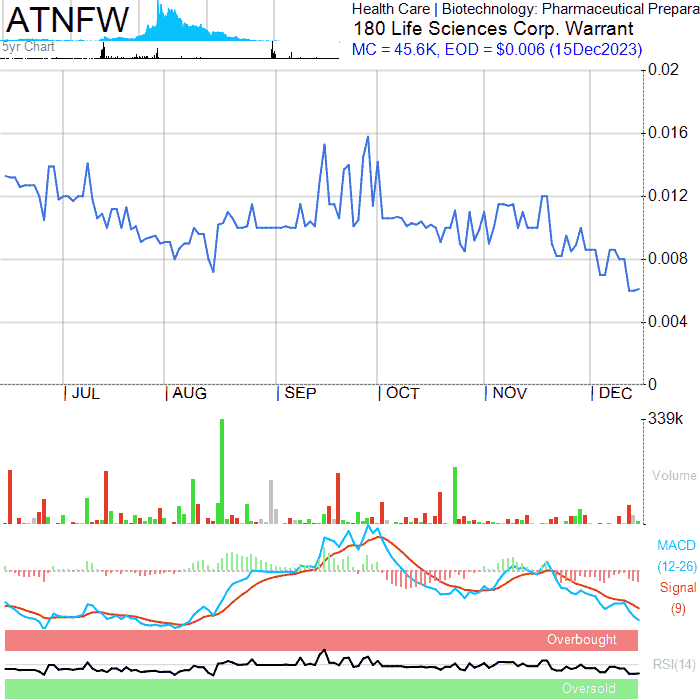 ATNFW
5yr Chart
Health Care | Biotechnology: Pharmaceutical Prepara
180 Life Sciences Corp. Warrant
MC = 45.6K, EOD = $0.006 (15Dec2023)
0.02
0.016
0.012
0.008
0.004
0
| JUL | AUG | SEP | OCT | NOV | DEC
339k
Volume
MACD
(12-26)
Signal
(9)
Overbought
RSI(14)
Oversold